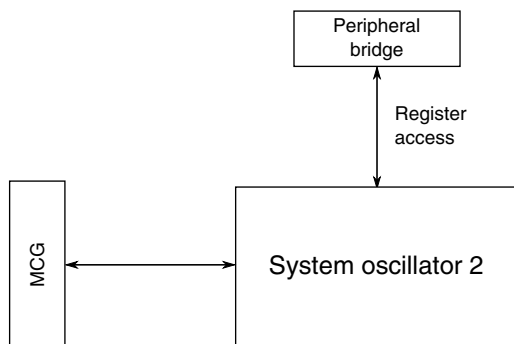 Peripheral
bridge
Register
access
MCG
System oscillator 2